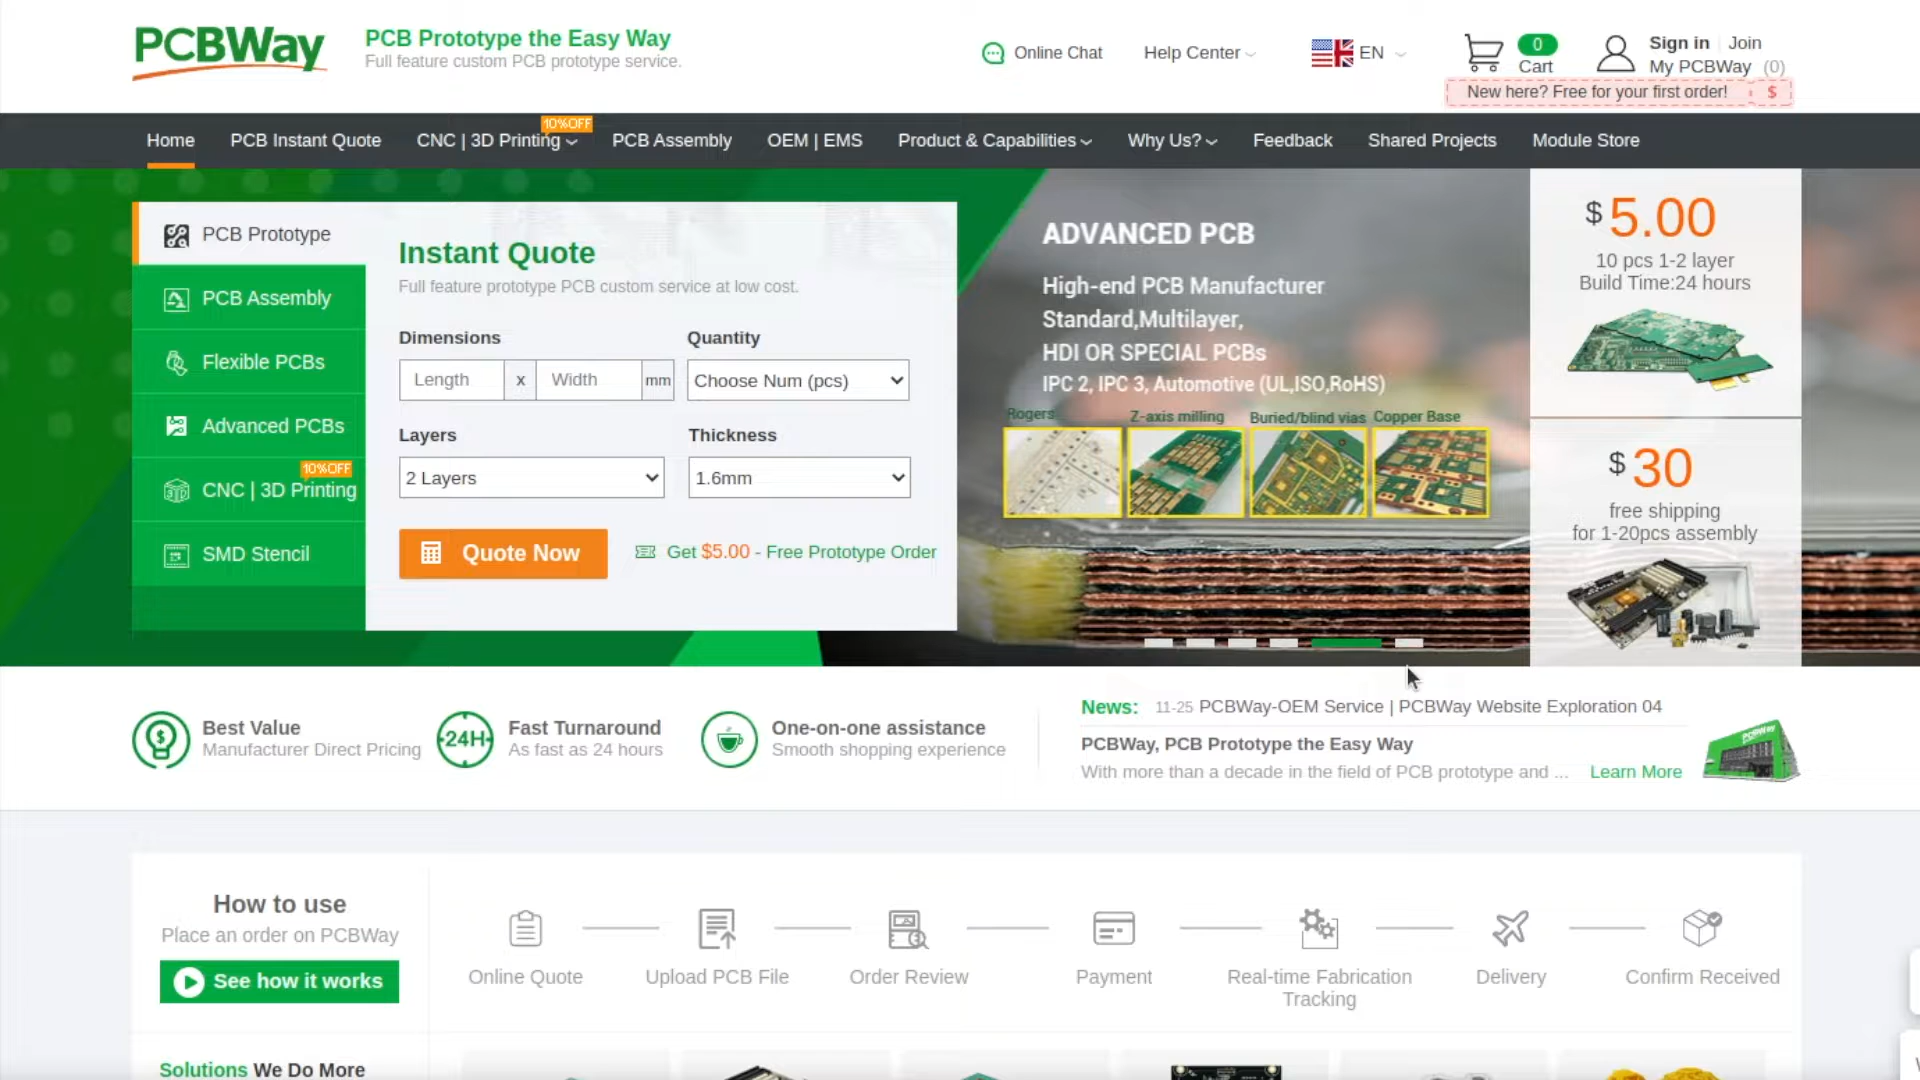 PCBWay
PCB Prototype the Easy Way
Full feature custom PCB prototype service.
Online Chat
Help Center
EN
0
Cart
Sign in
Join
My PCBWay (0)
New here? Free for your first order!
$
Home
PCB Instant Quote
CNC | 3D Printing
10%OFF
PCB Assembly
OEM | EMS
Product & Capabilities
Why Us?
Feedback
Shared Projects
Module Store
PCB Prototype
PCB Assembly
Flexible PCBs
Advanced PCBs
10%OFF
CNC | 3D Printing
SMD Stencil
Instant Quote
Full feature prototype PCB custom service at low cost.
Dimensions
Quantity
Length x Width mm
Choose Num (pcs)
Layers
Thickness
2 Layers
1.6mm
Quote Now
Get $5.00 - Free Prototype Order
ADVANCED PCB
High-end PCB Manufacturer
Standard,Multilayer,
HDI OR SPECIAL PCBs
IPC 2, IPC 3, Automotive (UL,ISO,RoHS)
Rogers
Z-axis milling
Buried/blind vias
Copper Base
$5.00
10 pcs 1-2 layer
Build Time:24 hours
$30
free shipping
for 1-20pcs assembly
Best Value
Manufacturer Direct Pricing
24H
Fast Turnaround
As fast as 24 hours
One-on-one assistance
Smooth shopping experience
News: 11-25 PCBWay-OEM Service | PCBWay Website Exploration 04
PCBWay, PCB Prototype the Easy Way
With more than a decade in the field of PCB prototype and ... Learn More
PCBWay
How to use
Place an order on PCBWay
See how it works
Online Quote
Upload PCB File
Order Review
Payment
Real-time Fabrication
Tracking
Delivery
Confirm Received
Solutions We Do More